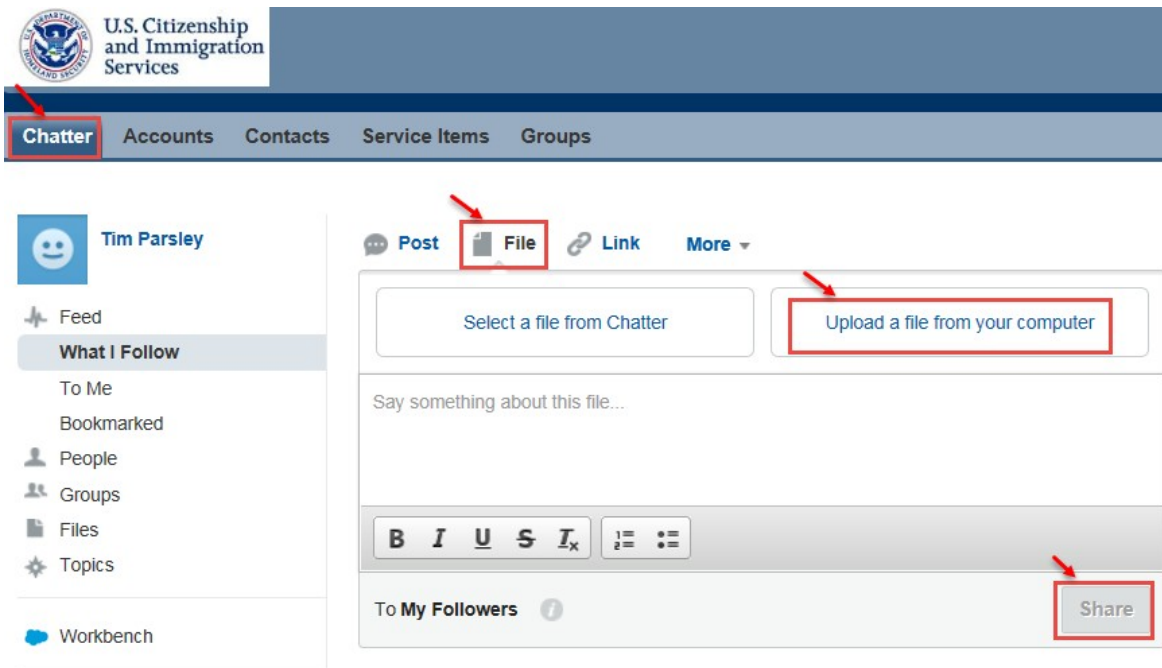 U.S. Citizenship
and Immigration
Services
Chatter Accounts Contacts Service Items Groups
Tim Parsley
Feed
What I Follow
To Me
Bookmarked
People
Groups
Files
Topics
Workbench
Post File Link More
Select a file from Chatter Upload a file from your computer
Say something about this file...
B I U S Tx
To My Followers
Share